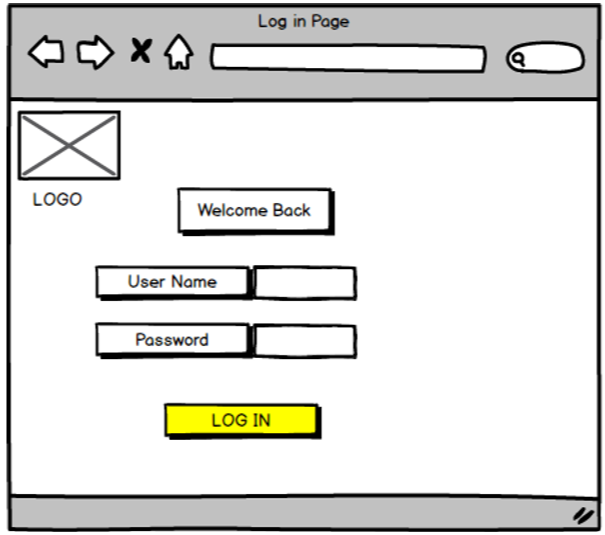 Log in Page
LOGO
Welcome Back
User Name
Password
LOG IN